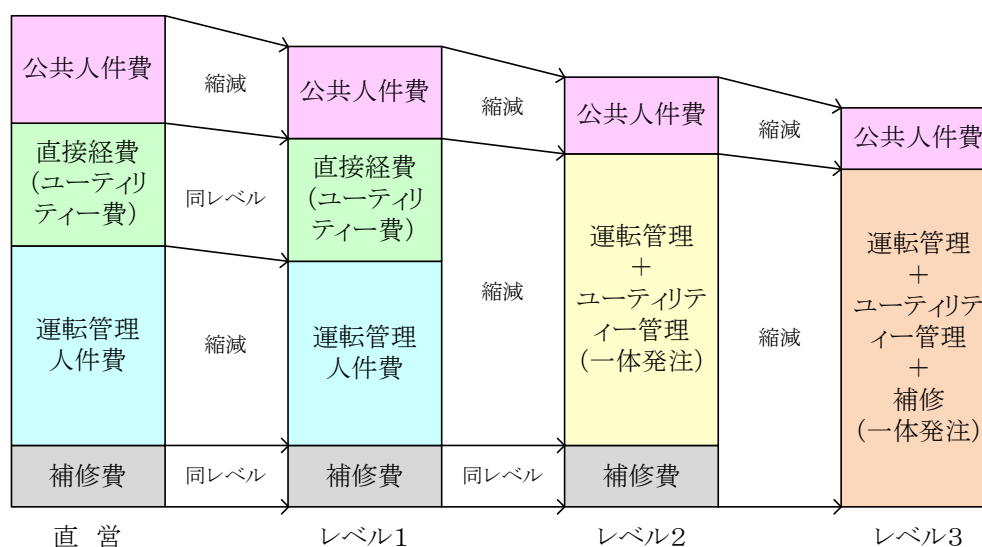 公共人件費
直接経費
(ユーティリ
ティー費)
運転管理
人件費
補修費
直 営
縮減
同レベル
縮減
同レベル
公共人件費
直接経費
(ユーティリ
ティー費)
運転管理
人件費
補修費
レベル1
縮減
縮減
同レベル
公共人件費
運転管理
+
ユーティリテ
ィー管理
(一体発注)
補修費
レベル2
縮減
縮減
公共人件費
運転管理
+
ユーティリテ
ィー管理
+
補修
(一体発注)
レベル3